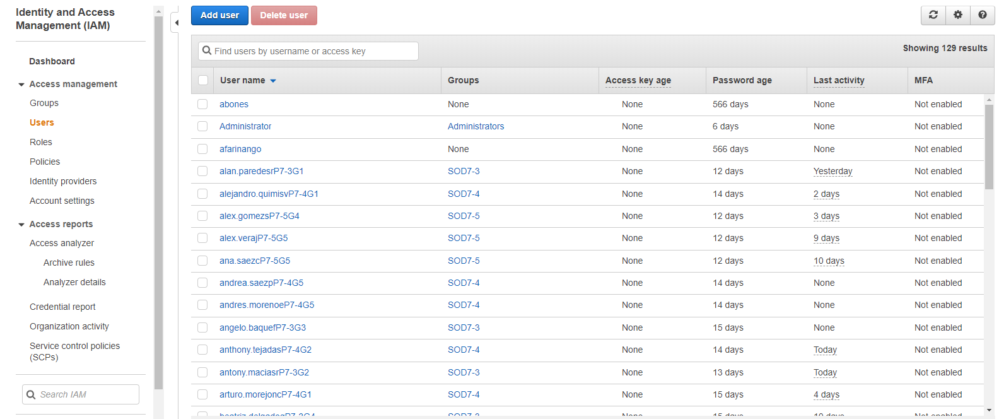 Identity and Access
Management (IAM)
Dashboard
Access management
Groups
Users
Roles
Policies
Identity providers
Account settings
Access reports
Access analyzer
Archive rules
Analyzer details
Credential report
Organization activity
Service control policies
(SCPs)
Search IAM
Add user Delete user
Find users by username or access key Showing 129 results
User name Groups Access key age Password age Last activity MFA
abones None None 566 days None Not enabled
Administrator Administrators None 6 days None Not enabled
afarinango None None 566 days None Not enabled
alan.paredesrP7-3G1 SOD7-3 None 12 days Yesterday Not enabled
alejandro.quimisvP7-4G1 SOD7-4 None 14 days 2 days Not enabled
alex.gomezsP7-5G4 SOD7-5 None 12 days 3 days Not enabled
alex.verajP7-5G5 SOD7-5 None 12 days 9 days Not enabled
ana.saezcP7-5G5 SOD7-5 None 12 days 10 days Not enabled
andrea.saezpP7-4G5 SOD7-4 None 14 days None Not enabled
andres.morenoeP7-4G5 SOD7-4 None 14 days None Not enabled
angelo.baquefP7-3G3 SOD7-3 None 15 days None Not enabled
anthony.tejadasP7-4G2 SOD7-4 None 14 days Today Not enabled
antony.maciasrP7-3G2 SOD7-3 None 13 days Today Not enabled
arturo.morejoncP7-4G1 SOD7-4 None 15 days 4 days Not enabled
None 15 days 10 days Not enabled